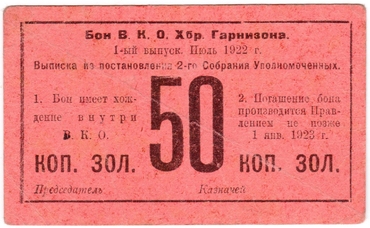 Бон В. К. О. Хбр. Гарнизона.
1-ый выпуск. Июль 1922 г.
Выписка из постановления 2-го Собрания Уполномоченных.
1. Бон имеет хож-
дение внутри
В. К. О.
50
2. Погашение бона
производится Прав-
лением не позже
1 янв. 1923 г.
КОП. ЗОЛ.
КОП. ЗОЛ.
Председатель
Казначей